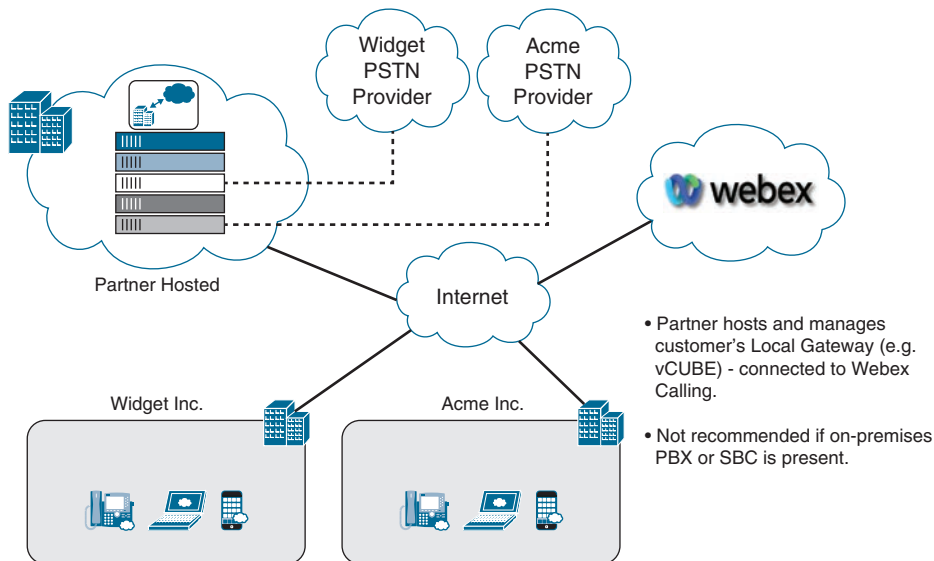 Widget
PSTN
Provider
Acme
PSTN
Provider
webex
Partner Hosted
Internet
• Partner hosts and manages
customer's Local Gateway (e.g.
vCUBE) - connected to Webex
Calling.
• Not recommended if on-premises
PBX or SBC is present.
Widget Inc.
Acme Inc.